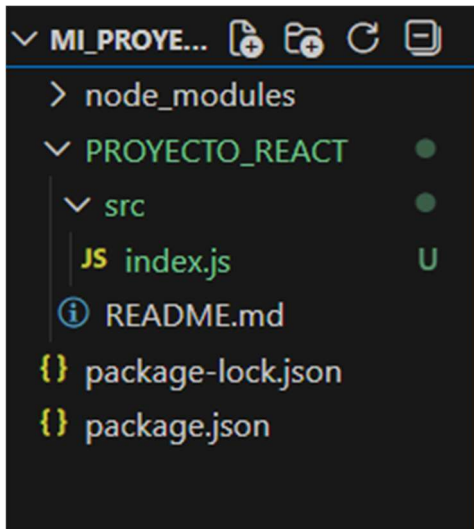 MI_PROYE...
node_modules
PROYECTO_REACT
src
JS index.js U
README.md
{} package-lock.json
{} package.json